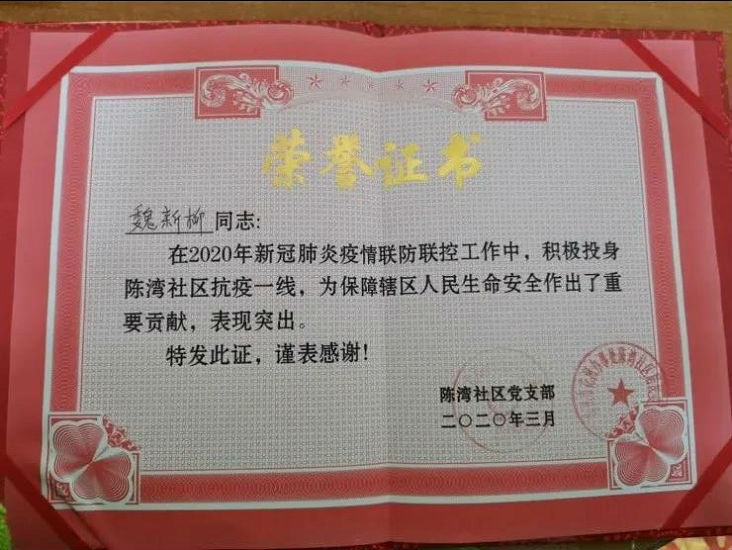 荣誉证书
魏新柳同志:
在2020年新冠肺炎疫情联防联控工作中，积极投身
陈湾社区抗疫一线，为保障辖区人民生命安全作出了重
要贡献，表现突出。
特发此证，谨表感谢!
陈湾社区党支部
二〇二〇年三月